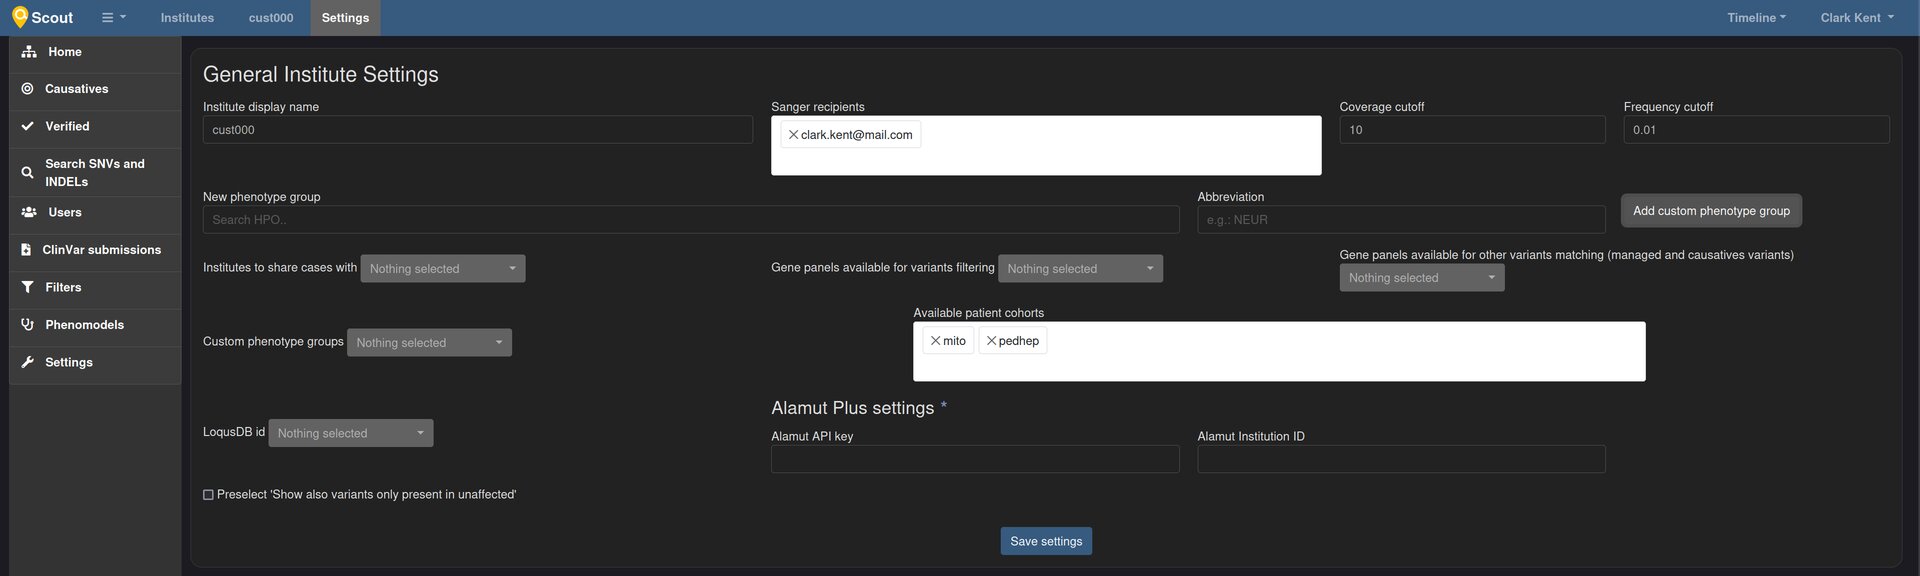 Scout
Institutes
cust000
Settings
Timeline
Clark Kent
Home
Causatives
Verified
Search SNVs and
INDELs
Users
ClinVar submissions
Filters
Phenomodels
Settings
General Institute Settings
Institute display name
cust000
Sanger recipients
clark.kent@mail.com
Coverage cutoff
10
Frequency cutoff
0.01
New phenotype group
Search HPO..
Abbreviation
e.g.: NEUR
Add custom phenotype group
Institutes to share cases with Nothing selected
Gene panels available for variants filtering Nothing selected
Gene panels available for other variants matching (managed and causatives variants)
Nothing selected
Custom phenotype groups Nothing selected
Available patient cohorts
mito pedhep
LoqusDB id Nothing selected
Alamut Plus settings *
Alamut API key
Alamut Institution ID
Preselect 'Show also variants only present in unaffected'
Save settings